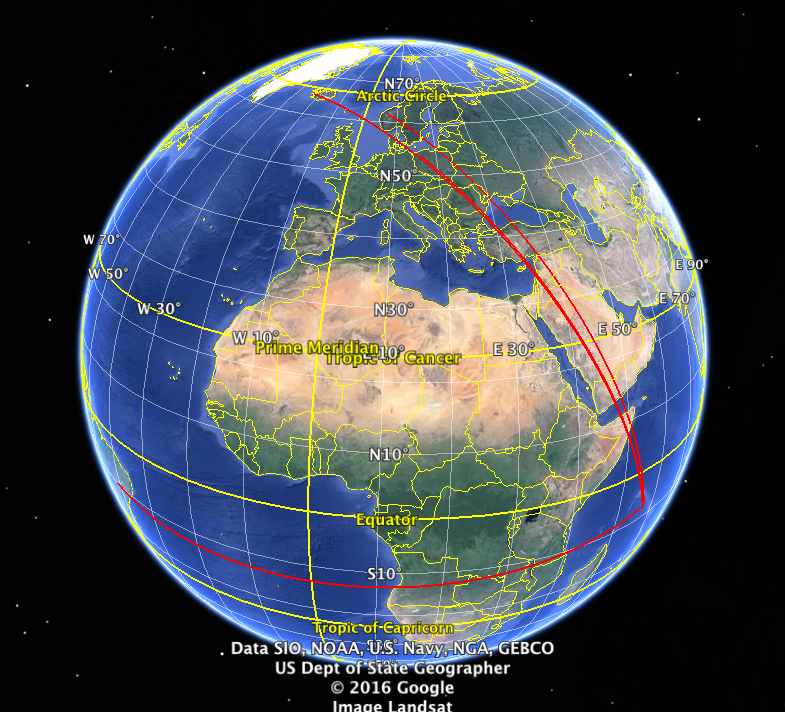 N70°
Arctic Circle
N50°
W 70°
E 90°
W 50°
E 70°
W 30°
N30°
E 50°
W 10°
Prime Meridian
E 10°
Tropic of Cancer
E 30°
N10°
Equator
S10°
Tropic of Capricorn
Data SIO, NOAA, U.S. Navy, NGA, GEBCO
US Dept of State Geographer
© 2016 Google
Image Landsat